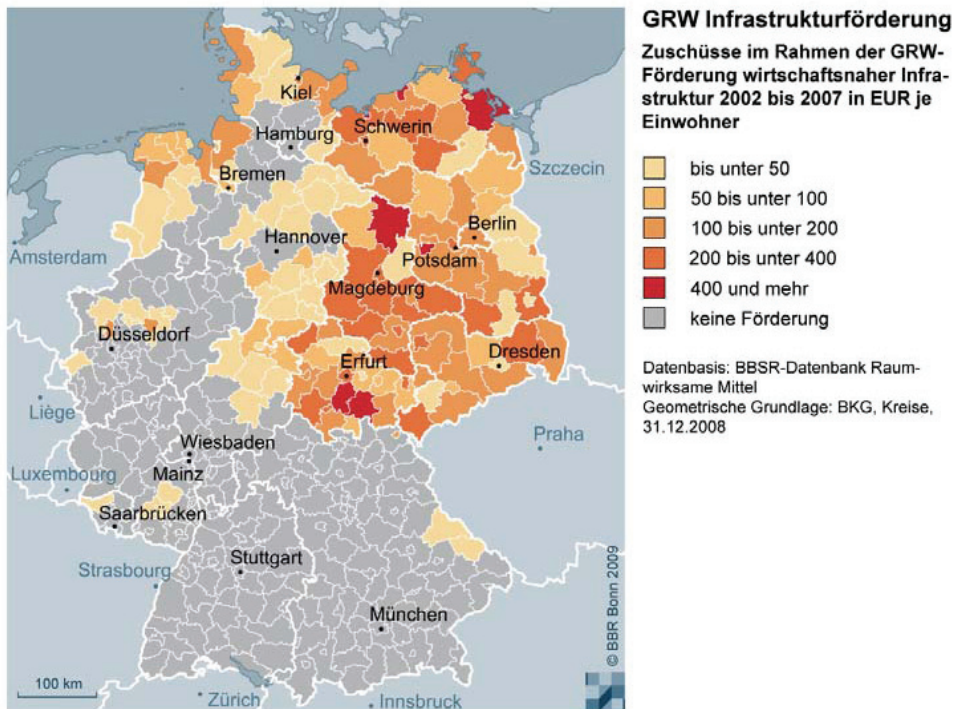 GRW Infrastrukturförderung
Zuschüsse im Rahmen der GRW-
Förderung wirtschaftsnaher Infra-
struktur 2002 bis 2007 in EUR je
Einwohner
bis unter 50
50 bis unter 100
100 bis unter 200
200 bis unter 400
400 und mehr
keine Förderung
Datenbasis: BBSR-Datenbank Raum-
wirksame Mittel
Geometrische Grundlage: BKG, Kreise,
31.12.2008
Kiel
Hamburg
Schwerin
Szczecin
Bremen
Berlin
Hannover
Potsdam
Amsterdam
Magdeburg
Düsseldorf
Erfurt
Dresden
Liège
Wiesbaden
Praha
Mainz
Luxembourg
Saarbrücken
Stuttgart
Strasbourg
München
© BBR Bonn 2009
100 km
Zürich
Innsbruck